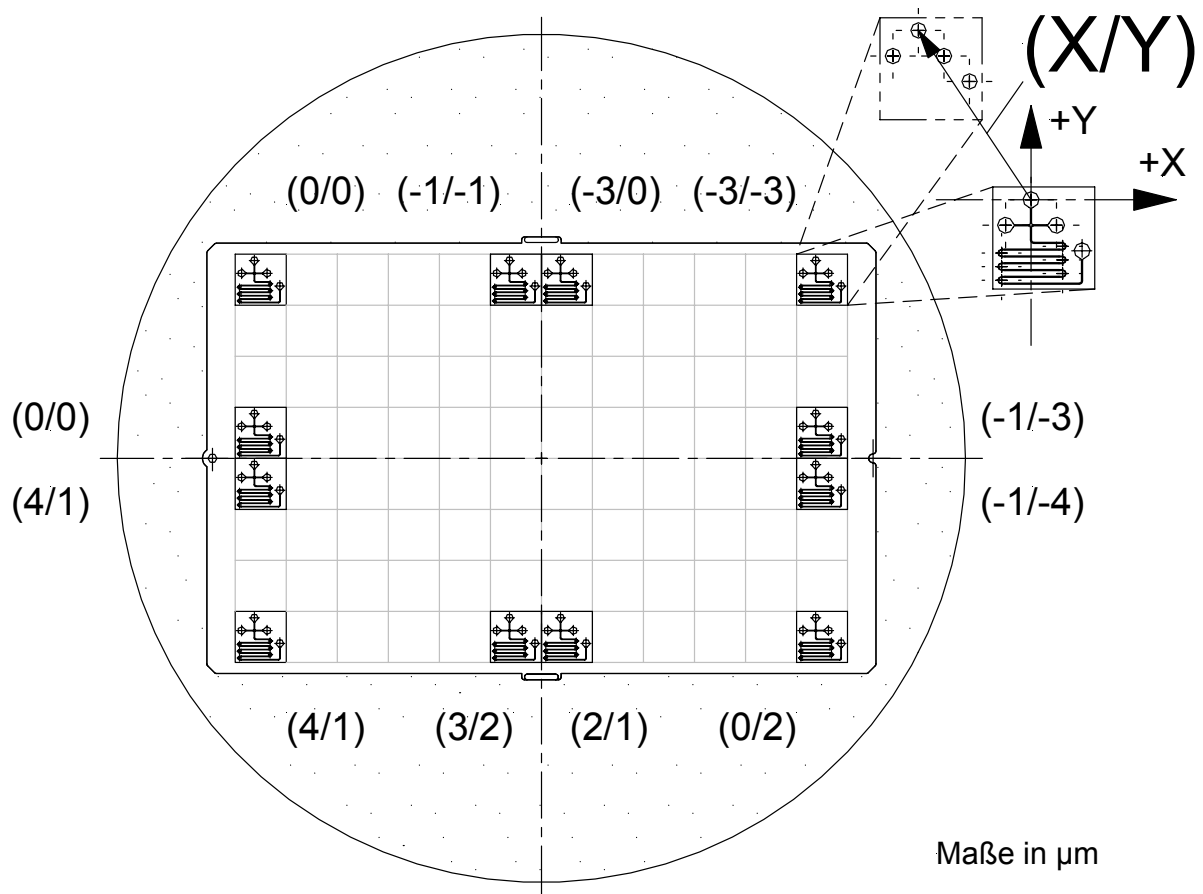 (X/Y)
+Y
+X
(0/0) (-1/-1) (-3/0) (-3/-3)
(0/0) (-1/-3)
(4/1) (-1/-4)
(4/1) (3/2) (2/1) (0/2)
Maße in µm